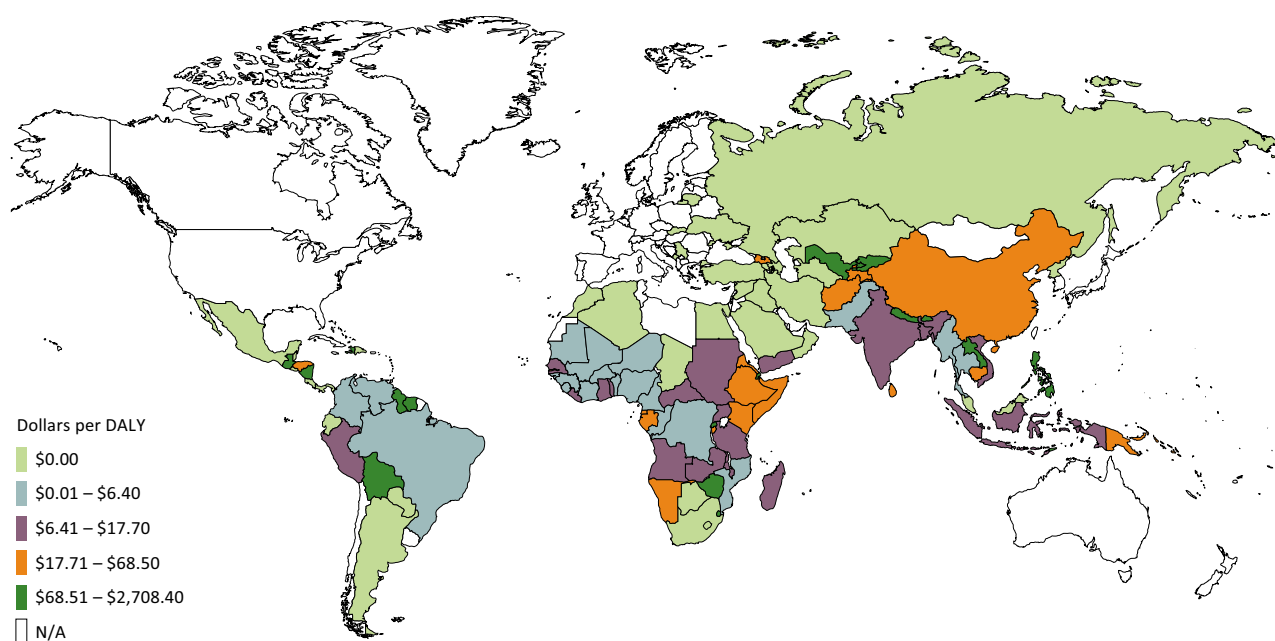 Dollars per DALY
$0.00
$0.01 – $6.40
$6.41 – $17.70
$17.71 – $68.50
$68.51 – $2,708.40
N/A